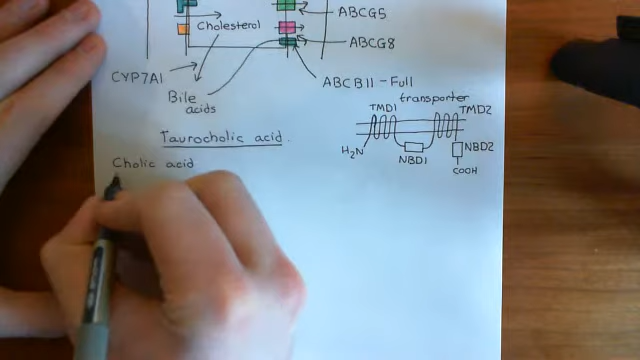 ABCG5
Cholesterol
ABCG8
CYP7A1
ABCB11 - Full
transporter
Bile
acids
TMD1
TMD2
Taurocholic acid.
H2N
NBD1
NBD2
COOH
Cholic acid